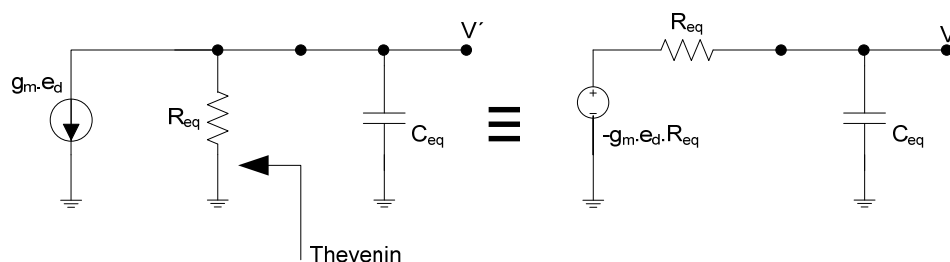 V´
gm.ed
Req
Ceq
Thevenin
Req
V
+
-
-gm.ed.Req
Ceq